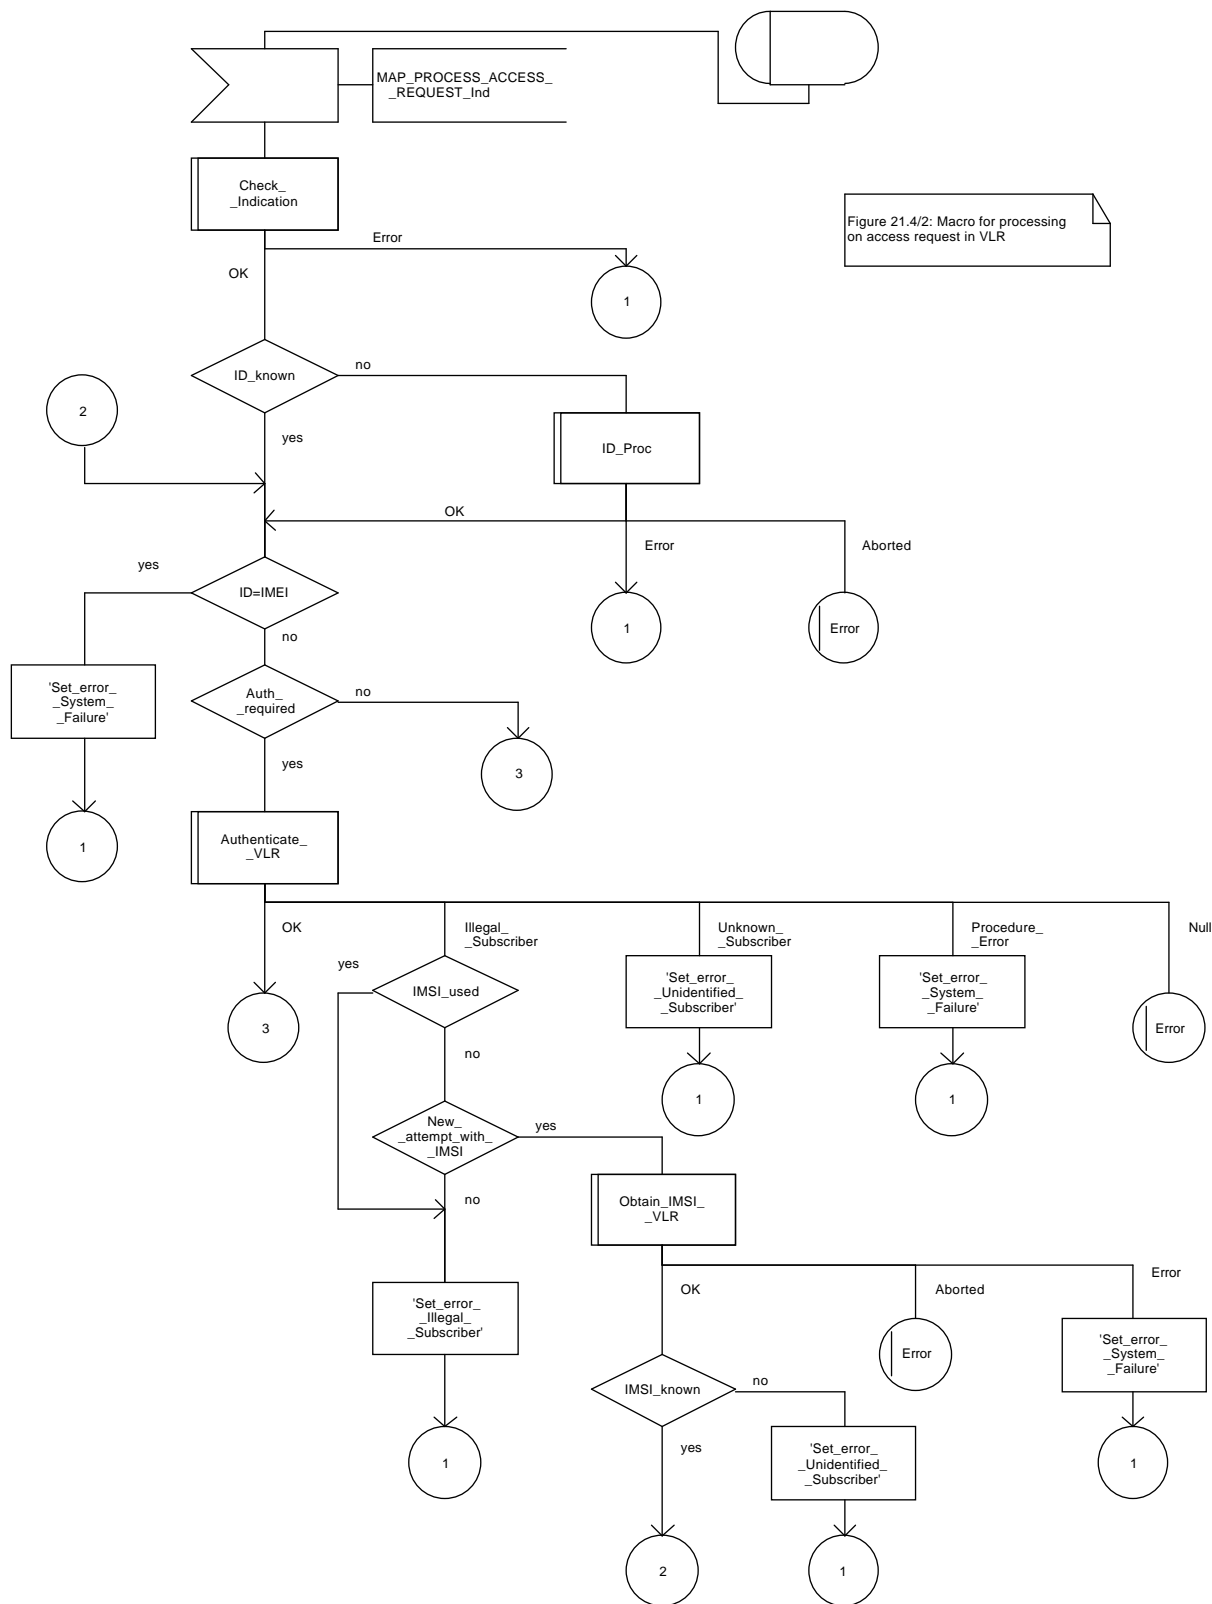 MAP_PROCESS_ACCESS_
_REQUEST_Ind
Check_
_Indication
Figure 21.4/2: Macro for processing
on access request in VLR
Error
OK
1
ID_known
no
2
yes
ID_Proc
OK
Error
Aborted
yes
ID=IMEI
1
Error
no
'Set_error_
_System_
_Failure'
Auth_
_required
no
yes
3
1
Authenticate_
_VLR
OK
Illegal_
_Subscriber
Unknown_
_Subscriber
Procedure_
_Error
Null
yes
IMSI_used
'Set_error_
_Unidentified_
_Subscriber'
'Set_error_
_System_
_Failure'
3
Error
no
1
1
New_
_attempt_with_
_IMSI
yes
no
Obtain_IMSI_
_VLR
OK
Aborted
Error
'Set_error_
_Illegal_
_Subscriber'
Error
'Set_error_
_System_
_Failure'
IMSI_known
no
yes
'Set_error_
_Unidentified_
_Subscriber'
1
1
2
1